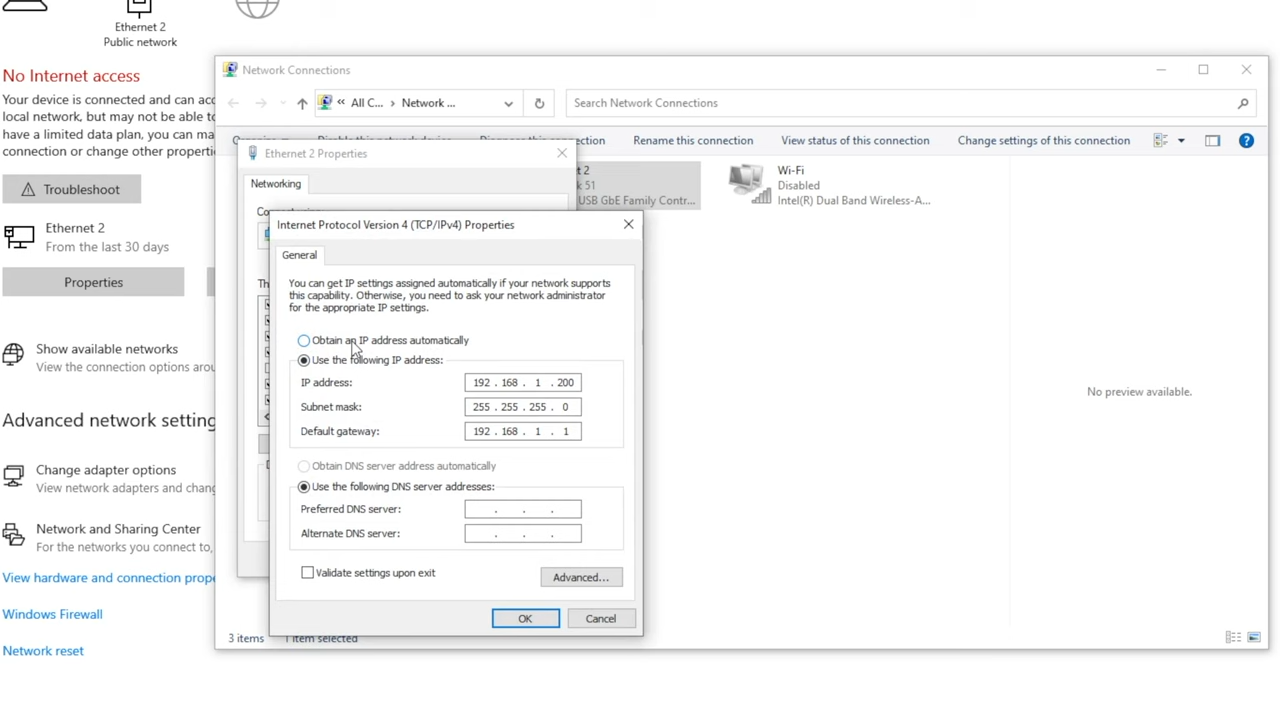 Ethernet 2
Public network
No Internet access
Your device is connected and can acc
local network, but may not be able to
have a limited data plan, you can ma
connection or change other properti
Troubleshoot
Ethernet 2
From the last 30 days
Properties
Show available networks
View the connection options arou
Advanced network setting
Change adapter options
View network adapters and chang
Network and Sharing Center
For the networks you connect to,
View hardware and connection prope
Windows Firewall
Network reset
Network Connections
« All C... › Network ...
Search Network Connections
Rename this connection
View status of this connection
Change settings of this connection
Wi-Fi
Disabled
Intel(R) Dual Band Wireless-A...
USB GbE Family Contr...
No preview available.
3 items
1 item selected
Ethernet 2 Properties
Networking
Internet Protocol Version 4 (TCP/IPv4) Properties
General
You can get IP settings assigned automatically if your network supports
this capability. Otherwise, you need to ask your network administrator
for the appropriate IP settings.
Obtain an IP address automatically
Use the following IP address:
IP address: 192 . 168 . 1 . 200
Subnet mask: 255 . 255 . 255 . 0
Default gateway: 192 . 168 . 1 . 1
Obtain DNS server address automatically
Use the following DNS server addresses:
Preferred DNS server: . . .
Alternate DNS server: . . .
Validate settings upon exit
Advanced...
OK
Cancel